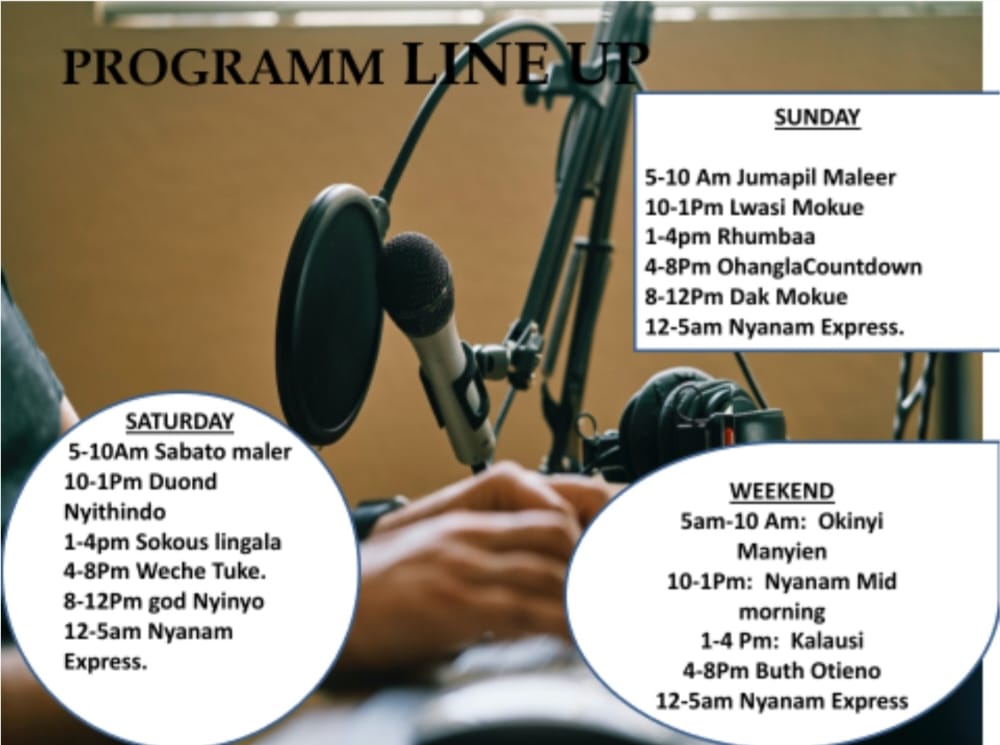 PROGRAMM LINE UP
SUNDAY
5-10 Am Jumapil Maleer
10-1Pm Lwasi Mokue
1-4pm Rhumbaa
4-8Pm OhanglaCountdown
8-12Pm Dak Mokue
12-5am Nyanam Express.
SATURDAY
5-10Am Sabato maler
10-1Pm Duond
Nyithindo
1-4pm Sokous lingala
4-8Pm Weche Tuke.
8-12Pm god Nyinyo
12-5am Nyanam
Express.
WEEKEND
5am-10 Am:  Okinyi
Manyien
10-1Pm:  Nyanam Mid
morning
1-4 Pm:  Kalausi
4-8Pm Buth Otieno
12-5am Nyanam Express